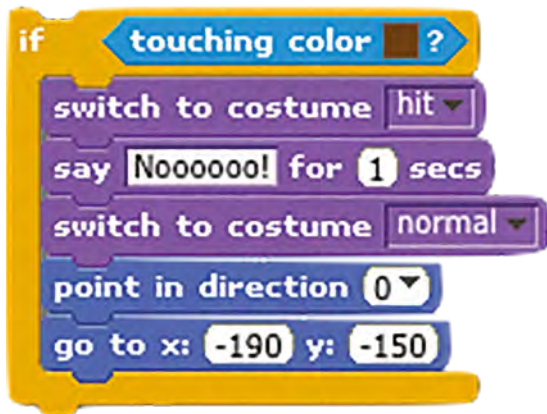 if touching color ?
switch to costume hit
say Noooooo! for 1 secs
switch to costume normal
point in direction 0
go to x: -190 y: -150